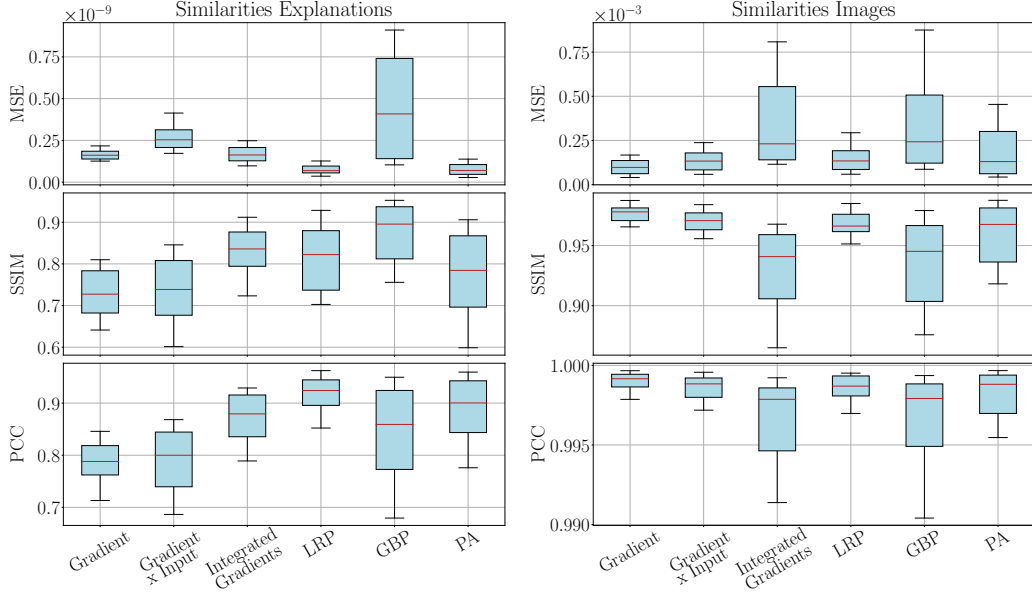 Similarities Explanations
×10⁻⁹
MSE
0.75
0.50
0.25
0.00
SSIM
0.9
0.8
0.7
0.6
PCC
0.9
0.8
0.7
Gradient
Gradient
x Input
Integrated
Gradients
LRP
GBP
PA
Similarities Images
×10⁻³
MSE
0.75
0.50
0.25
0.00
SSIM
0.95
0.90
PCC
1.000
0.995
0.990
Gradient
Gradient
x Input
Integrated
Gradients
LRP
GBP
PA